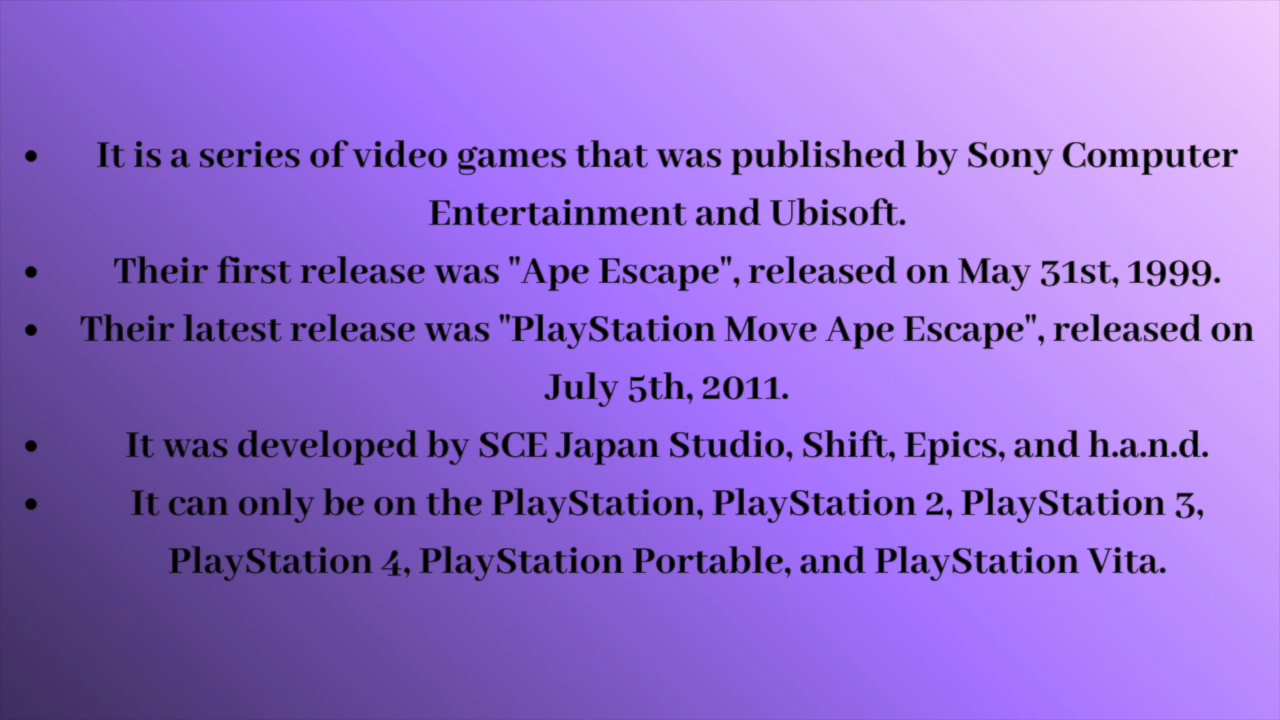 • It is a series of video games that was published by Sony Computer
Entertainment and Ubisoft.
• Their first release was "Ape Escape", released on May 31st, 1999.
• Their latest release was "PlayStation Move Ape Escape", released on
July 5th, 2011.
• It was developed by SCE Japan Studio, Shift, Epics, and h.a.n.d.
• It can only be on the PlayStation, PlayStation 2, PlayStation 3,
PlayStation 4, PlayStation Portable, and PlayStation Vita.